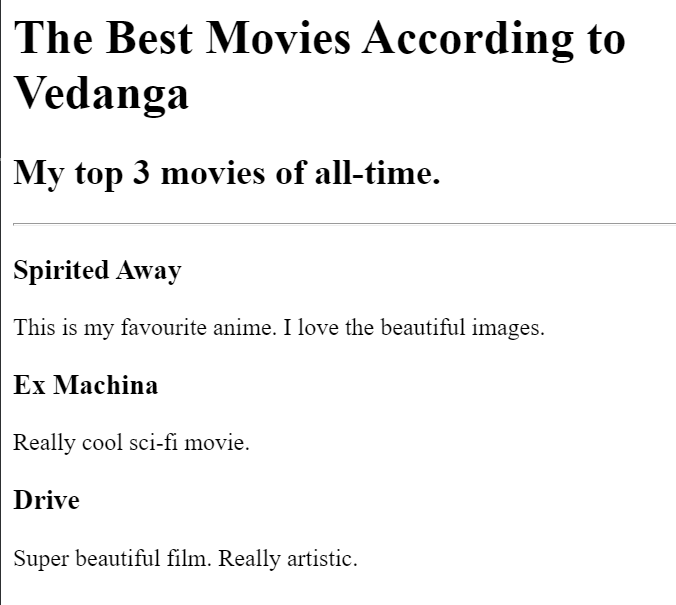 The Best Movies According to
Vedanga
My top 3 movies of all-time.
Spirited Away
This is my favourite anime. I love the beautiful images.
Ex Machina
Really cool sci-fi movie.
Drive
Super beautiful film. Really artistic.